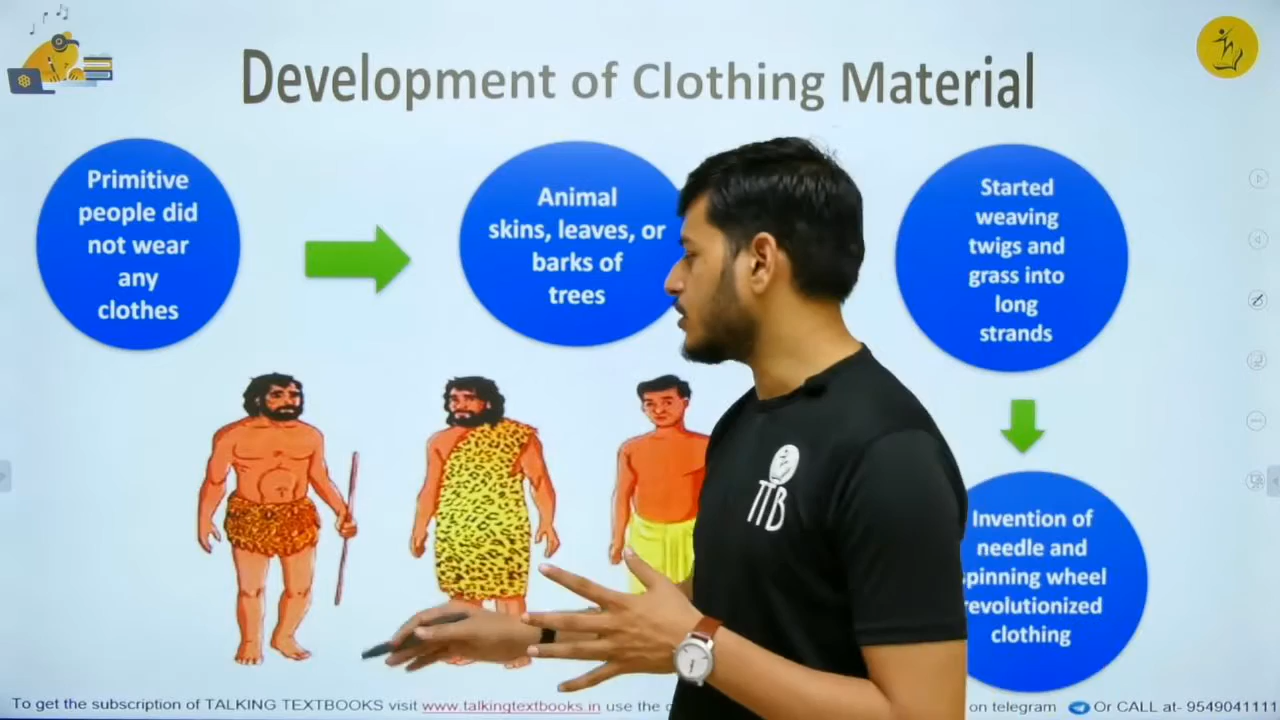 Development of Clothing Material
Primitive
people did
not wear
any
clothes
Animal
skins, leaves, or
barks of
trees
Started
weaving
twigs and
grass into
long
strands
Invention of
needle and
spinning wheel
revolutionized
clothing
TTB
To get the subscription of TALKING TEXTBOOKS visit www.talkingtextbooks.in use the
on telegram Or CALL at- 9549041111